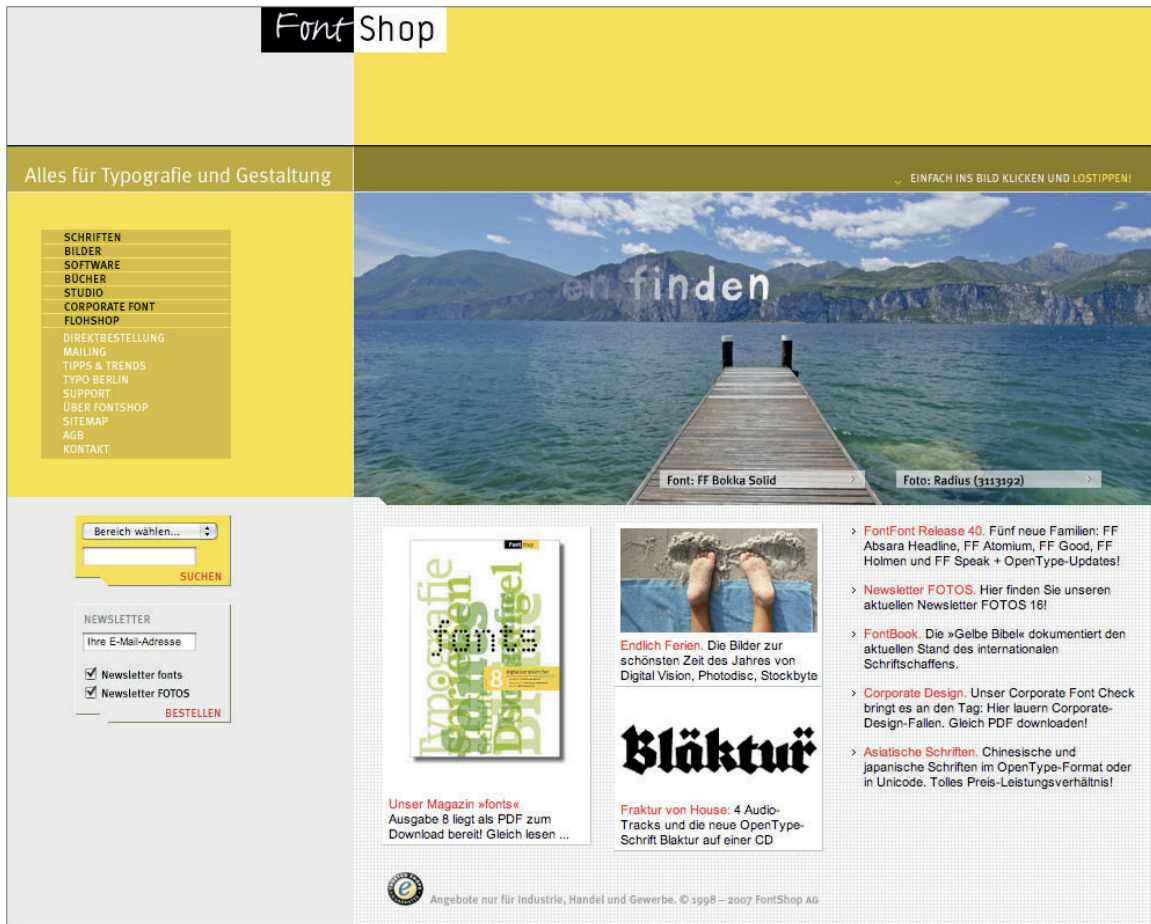 Font Shop
Alles für Typografie und Gestaltung
EINFACH INS BILD KLICKEN UND LOSTIPPEN!
SCHRIFTEN
BILDER
SOFTWARE
BÜCHER
STUDIO
CORPORATE FONT
FLOHSHOP
DIREKTBESTELLUNG
MAILING
TIPPS & TRENDS
TYPO BERLIN
SUPPORT
ÜBER FONTSHOP
SITEMAP
AGB
KONTAKT
en finden
Font: FF Bokka Solid
Foto: Radius (3113192)
Bereich wählen...
SUCHEN
NEWSLETTER
Ihre E-Mail-Adresse
Newsletter fonts
Newsletter FOTOS
BESTELLEN
Font Shop
Typografie
fonts
8
Unser Magazin »fonts«
Ausgabe 8 liegt als PDF zum
Download bereit! Gleich lesen ...
Endlich Ferien. Die Bilder zur
schönsten Zeit des Jahres von
Digital Vision, Photodisc, Stockbyte
Bläktur̈
Fraktur von House: 4 Audio-
Tracks und die neue OpenType-
Schrift Blaktur auf einer CD
FontFont Release 40. Fünf neue Familien: FF
Absara Headline, FF Atomium, FF Good, FF
Holmen und FF Speak + OpenType-Updates!
Newsletter FOTOS. Hier finden Sie unseren
aktuellen Newsletter FOTOS 16!
FontBook. Die »Gelbe Bibel« dokumentiert den
aktuellen Stand des internationalen
Schriftschaffens.
Corporate Design. Unser Corporate Font Check
bringt es an den Tag: Hier lauern Corporate-
Design-Fallen. Gleich PDF downloaden!
Asiatische Schriften. Chinesische und
japanische Schriften im OpenType-Format oder
in Unicode. Tolles Preis-Leistungsverhältnis!
Angebote nur für Industrie, Handel und Gewerbe. © 1998 – 2007 FontShop AG